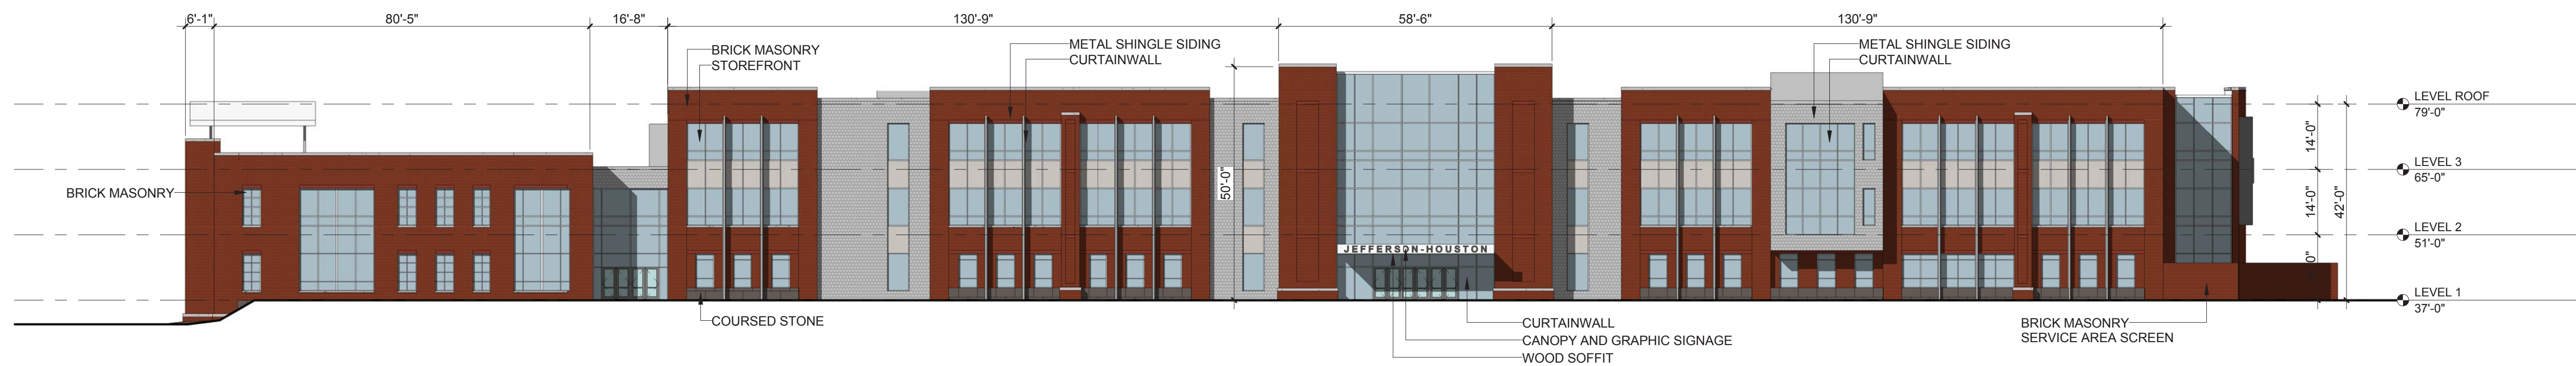 6'-1"
80'-5"
16'-8"
130'-9"
58'-6"
130'-9"
BRICK MASONRY
STOREFRONT
METAL SHINGLE SIDING
CURTAINWALL
METAL SHINGLE SIDING
CURTAINWALL
LEVEL ROOF
79'-0"
14'-0"
LEVEL 3
65'-0"
BRICK MASONRY
50'-0"
14'-0"
42'-0"
LEVEL 2
51'-0"
JEFFERSON-HOUSTON
LEVEL 1
37'-0"
COURSED STONE
CURTAINWALL
CANOPY AND GRAPHIC SIGNAGE
WOOD SOFFIT
BRICK MASONRY
SERVICE AREA SCREEN